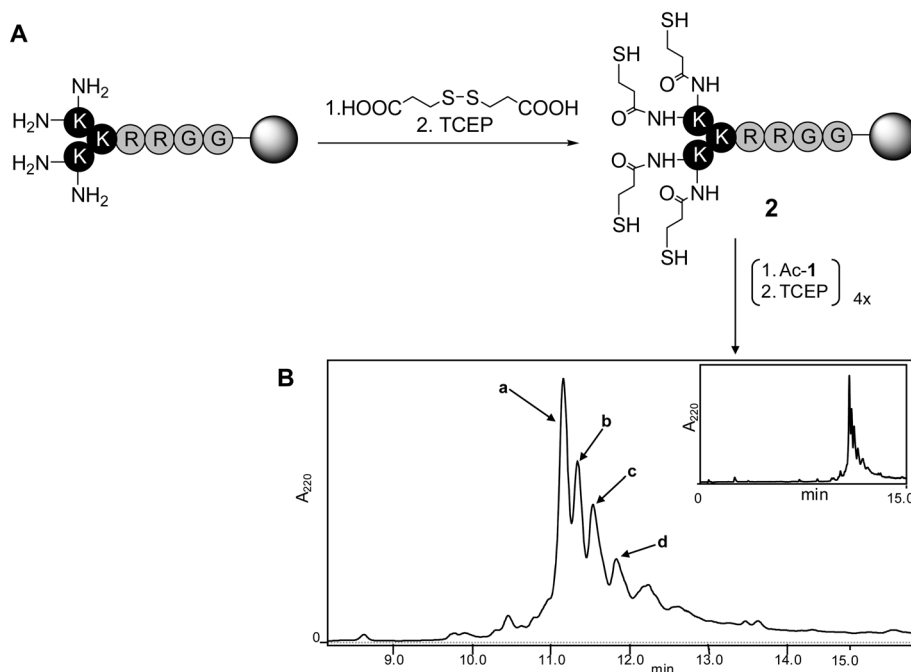 A
SH
SH
NH₂
H₂N
K
K
K
R
R
G
G
H₂N
NH₂
1.HOOC
S–S
COOH
2. TCEP
O
NH
O
NH
K
K
K
R
R
G
G
O
NH
O
NH
SH
SH
2
1. Ac-1
2. TCEP
4x
B
a
b
c
d
A₂₂₀
0
9.0
10.0
11.0
12.0
13.0
14.0
15.0
min
A₂₂₀
0
min
15.0